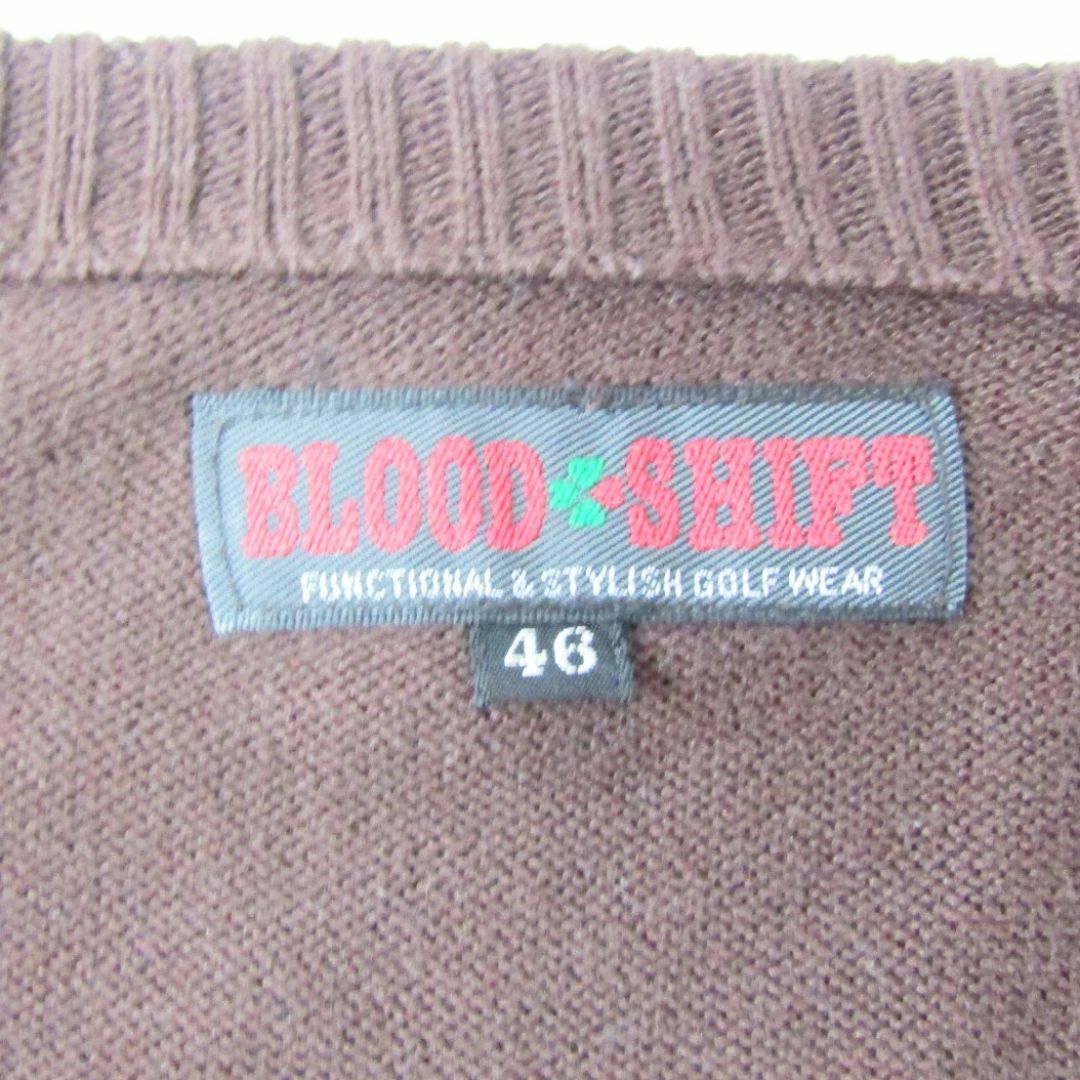 BLOOD SHIFT
FUNCTIONAL & STYLISH GOLF WEAR
46